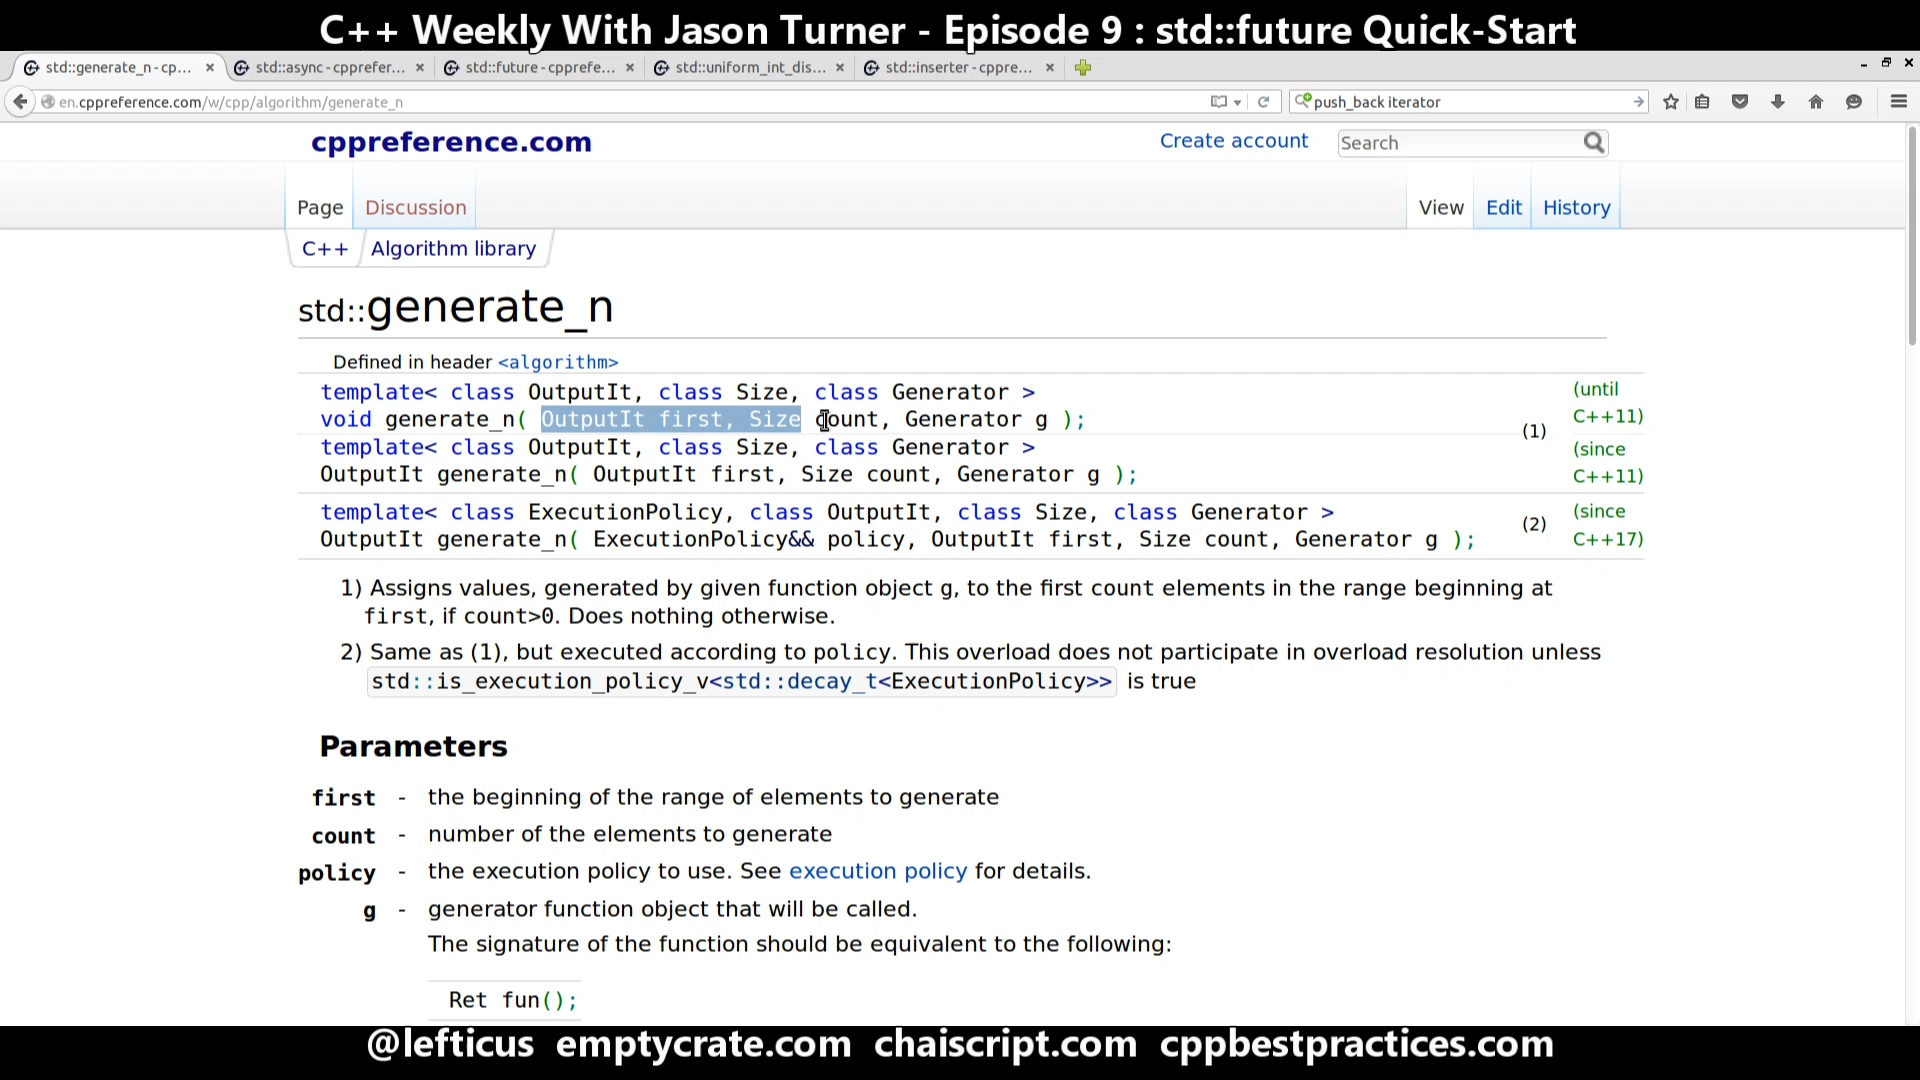 C++ Weekly With Jason Turner - Episode 9 : std::future Quick-Start
std::generate_n - cp... × std::async - cpprefer... × std::future - cpprefe... × std::uniform_int_dis... × std::inserter - cppre... ×
en.cppreference.com/w/cpp/algorithm/generate_n push_back iterator
cppreference.com Create account Search
Page Discussion View Edit History
C++ Algorithm library
std::generate_n
Defined in header <algorithm>
template< class OutputIt, class Size, class Generator > (until
void generate_n( OutputIt first, Size count, Generator g ); C++11)
(1)
template< class OutputIt, class Size, class Generator > (since
OutputIt generate_n( OutputIt first, Size count, Generator g ); C++11)
template< class ExecutionPolicy, class OutputIt, class Size, class Generator > (2) (since
OutputIt generate_n( ExecutionPolicy&& policy, OutputIt first, Size count, Generator g ); C++17)
1) Assigns values, generated by given function object g, to the first count elements in the range beginning at
first, if count>0. Does nothing otherwise.
2) Same as (1), but executed according to policy. This overload does not participate in overload resolution unless
std::is_execution_policy_v<std::decay_t<ExecutionPolicy>> is true
Parameters
first - the beginning of the range of elements to generate
count - number of the elements to generate
policy - the execution policy to use. See execution policy for details.
g - generator function object that will be called.
The signature of the function should be equivalent to the following:
Ret fun();
@lefticus emptycrate.com chaiscript.com cppbestpractices.com